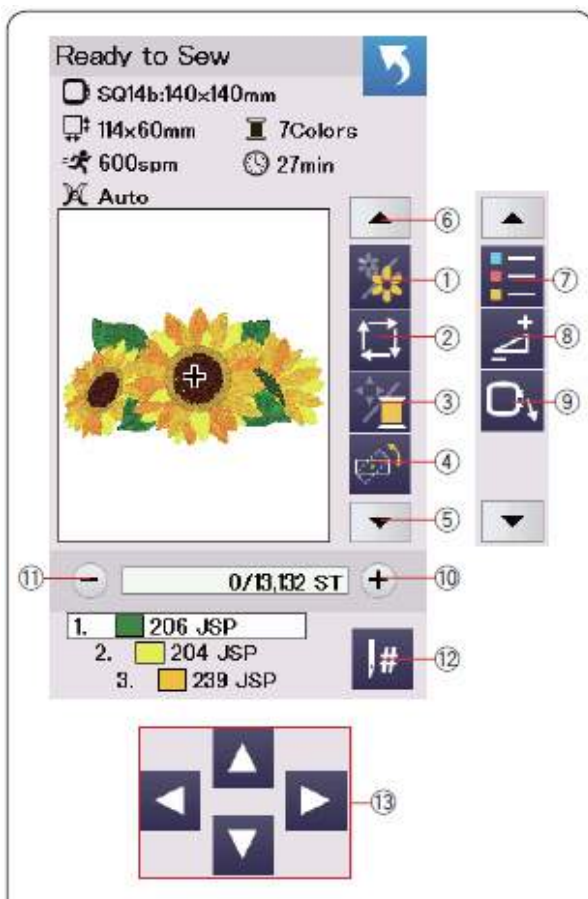 Ready to Sew
SQ14b:140×140mm
114×60mm 7Colors
600spm 27min
Auto
⑥
①
②
③
④
⑤
⑦
⑧
⑨
⑪ − 0/13,132 ST + ⑩
1. 206 JSP
2. 204 JSP
3. 239 JSP
# ⑫
⑬